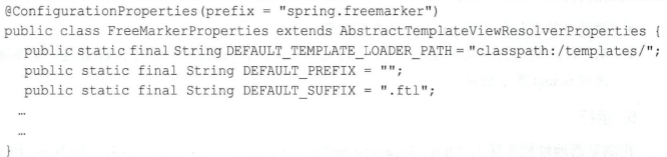 @ConfigurationProperties(prefix = "spring.freemarker")
public class FreeMarkerProperties extends AbstractTemplateViewResolverProperties {
  public static final String DEFAULT_TEMPLATE_LOADER_PATH = "classpath:/templates/";
  public static final String DEFAULT_PREFIX = "";
  public static final String DEFAULT_SUFFIX = ".ftl";
  …
  …
}